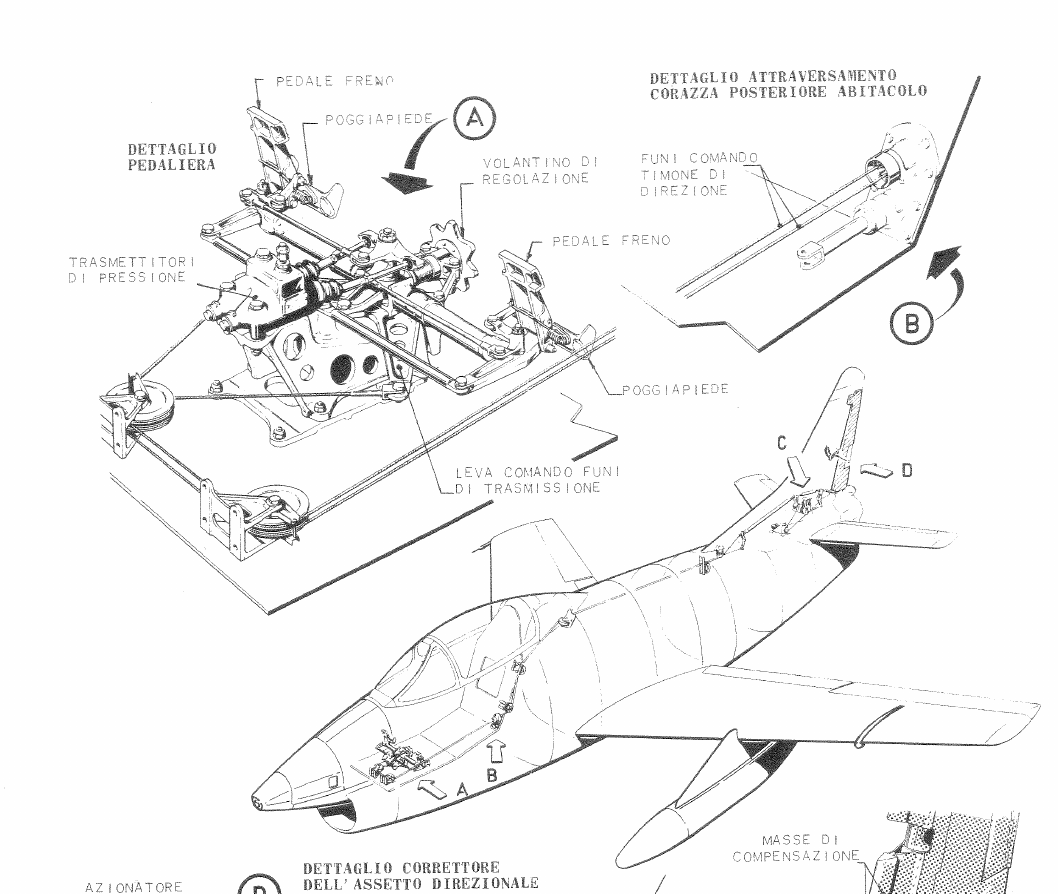 PEDALE FRENO
POGGIAPIEDE
A
DETTAGLIO
PEDALIERA
VOLANTINO DI
REGOLAZIONE
TRASMETTITORI
DI PRESSIONE
PEDALE FRENO
POGGIAPIEDE
LEVA COMANDO FUNI
DI TRASMISSIONE
DETTAGLIO ATTRAVERSAMENTO
CORAZZA POSTERIORE ABITACOLO
FUNI COMANDO
TIMONE DI
DIREZIONE
B
C
D
B
A
MASSE DI
COMPENSAZIONE
DETTAGLIO CORRETTORE
DELL'ASSETTO DIREZIONALE
AZIONATORE
D